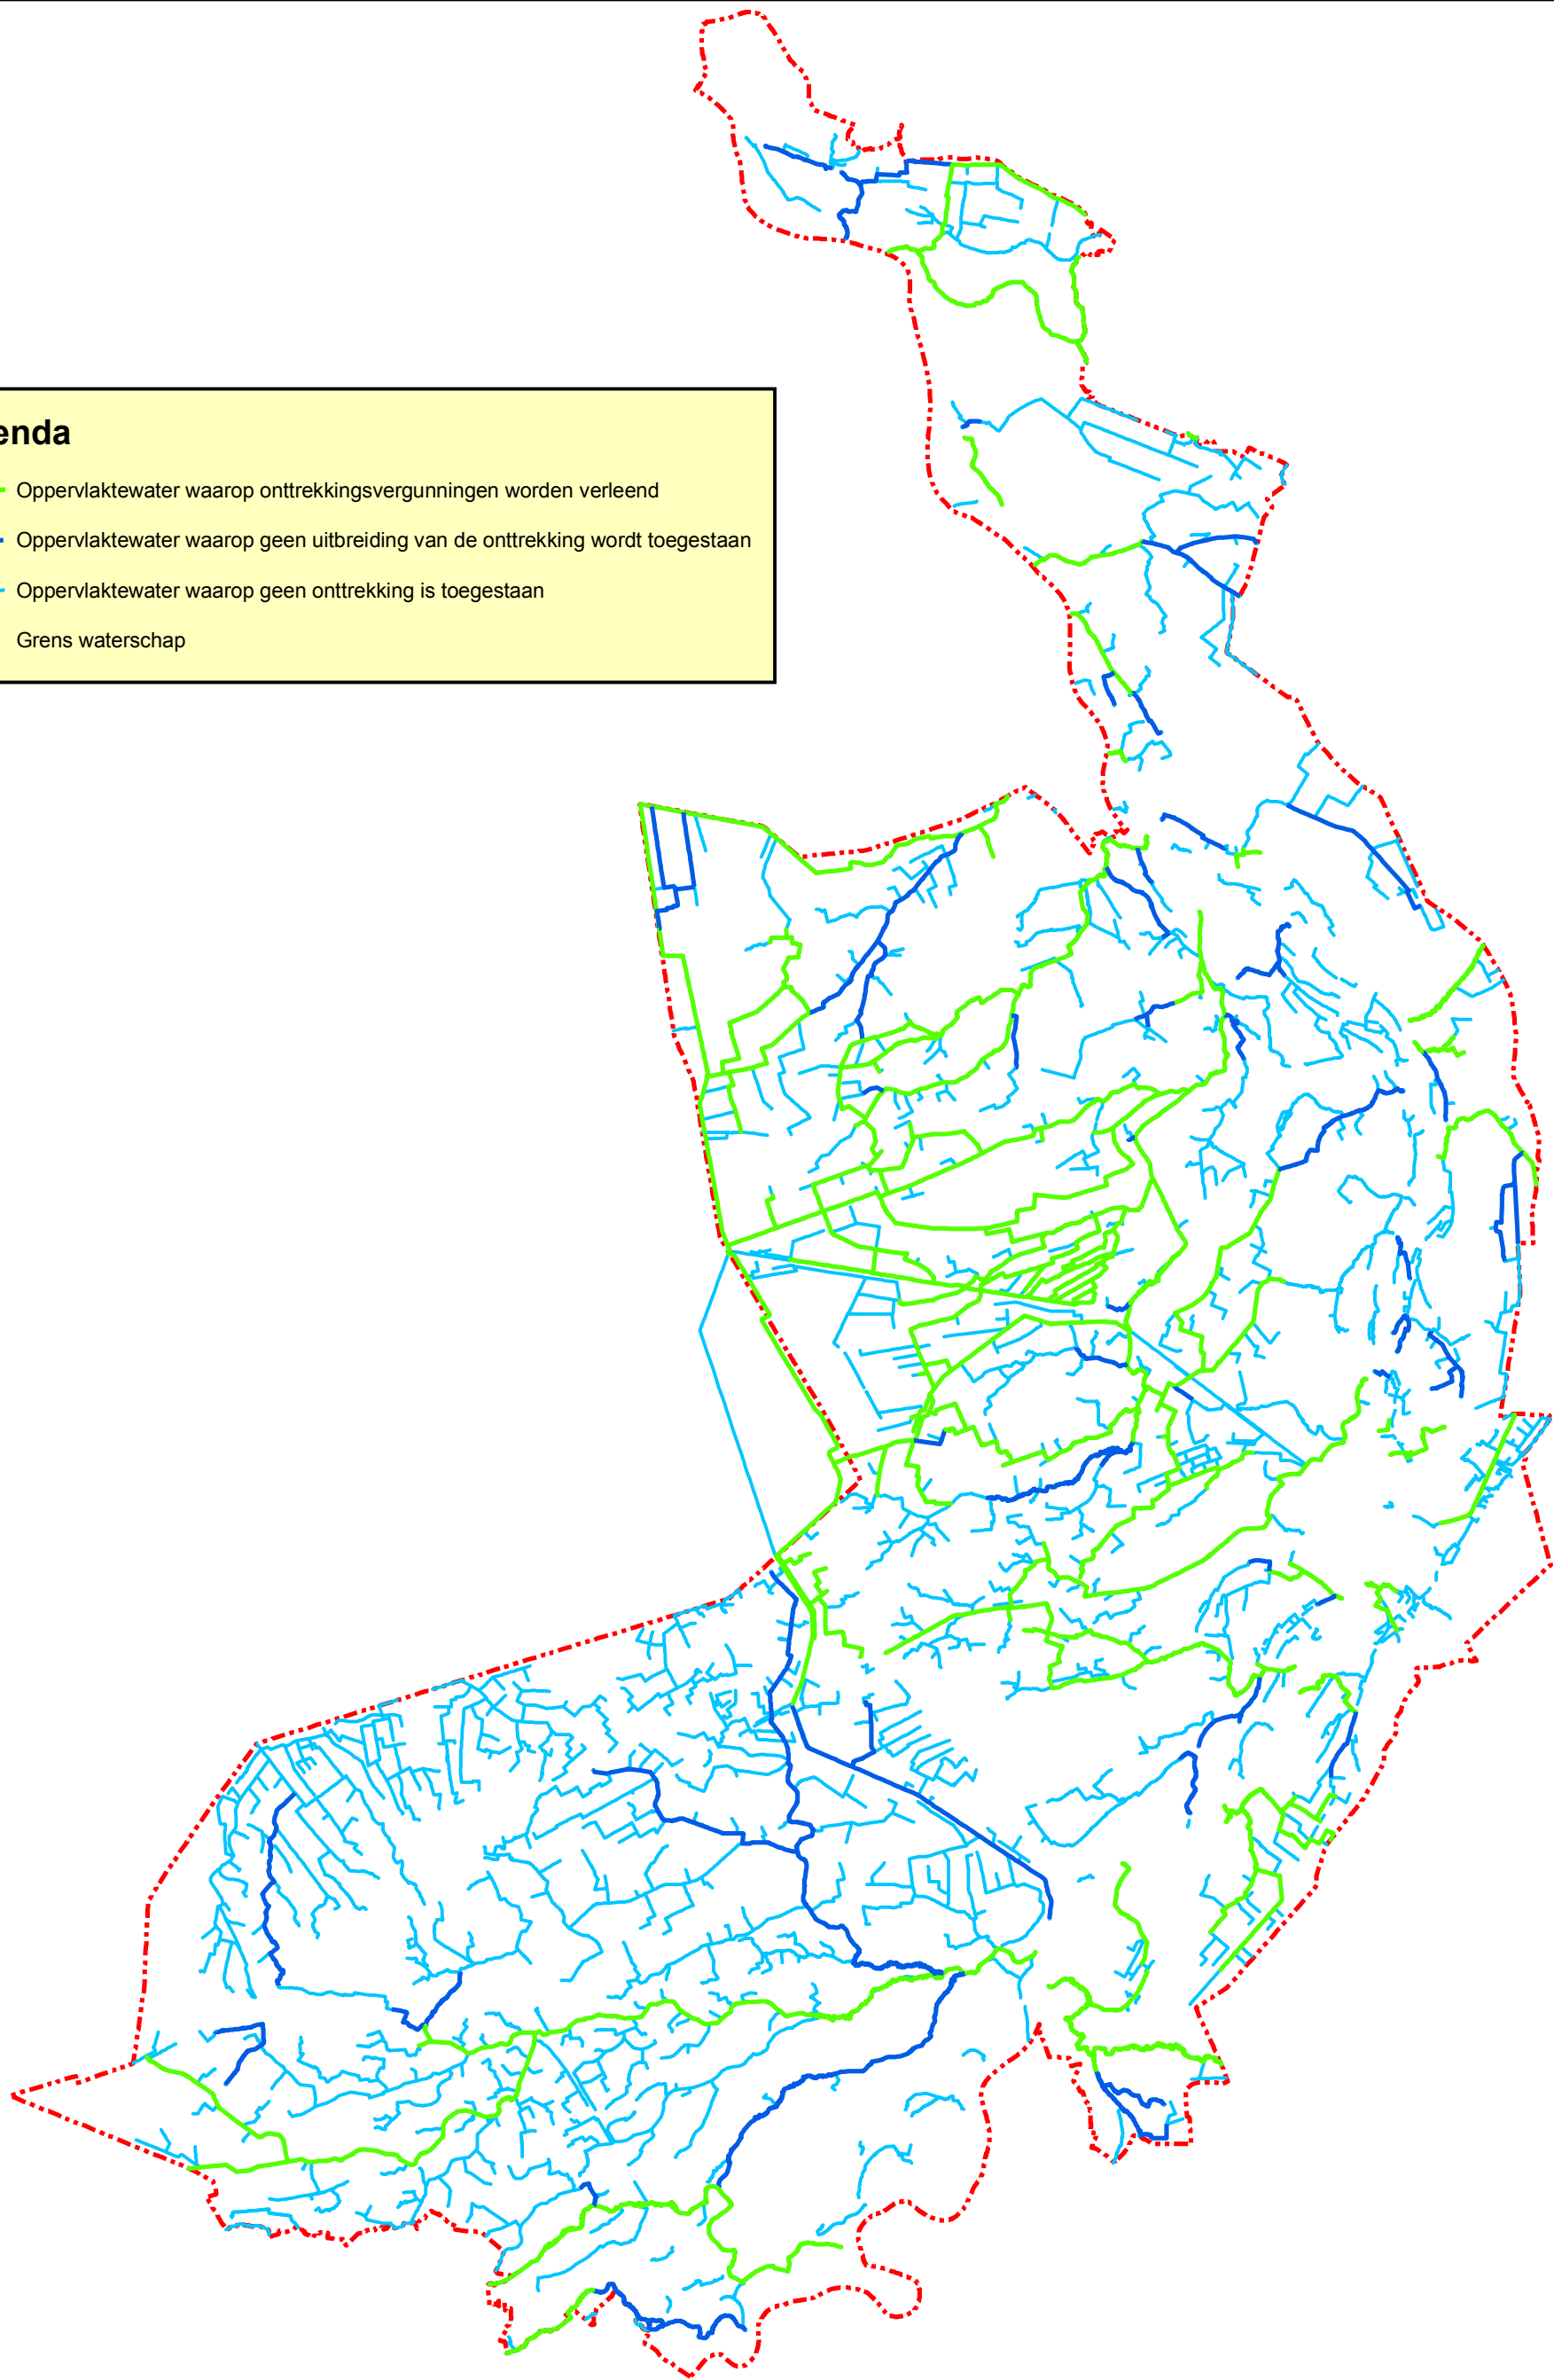 enda
Oppervlaktewater waarop onttrekkingsvergunningen worden verleend
Oppervlaktewater waarop geen uitbreiding van de onttrekking wordt toegestaan
Oppervlaktewater waarop geen onttrekking is toegestaan
Grens waterschap